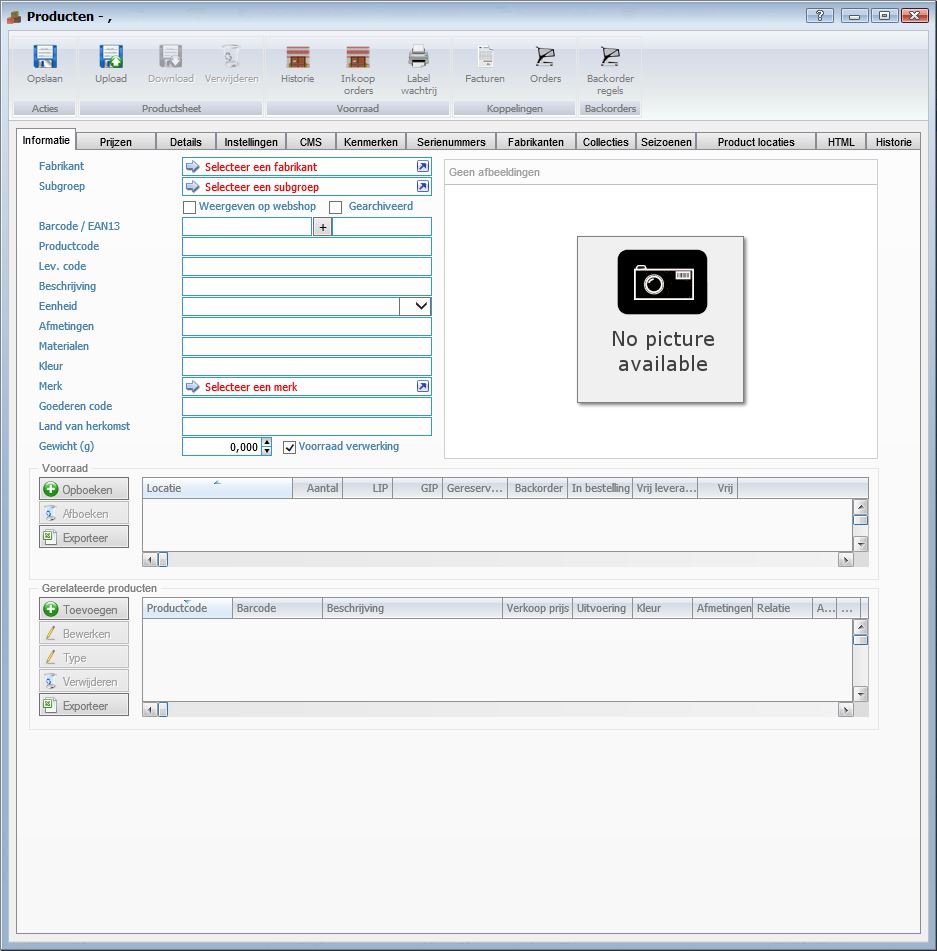 Producten - ,
?
Opslaan
Upload
Download
Verwijderen
Historie
Inkoop
orders
Label
wachtrij
Facturen
Orders
Backorder
regels
Acties
Productsheet
Voorraad
Koppelingen
Backorders
Informatie Prijzen Details Instellingen CMS Kenmerken Serienummers Fabrikanten Collecties Seizoenen Product locaties HTML Historie
Fabrikant Selecteer een fabrikant
Geen afbeeldingen
Subgroep Selecteer een subgroep
Weergeven op webshop Gearchiveerd
Barcode / EAN13 +
Productcode
Lev. code
Beschrijving
Eenheid
Afmetingen
Materialen
Kleur
Merk Selecteer een merk
Goederen code
Land van herkomst
Gewicht (g) 0,000 Voorraad verwerking
No picture
available
Voorraad
Opboeken
Afboeken
Exporteer
Locatie Aantal LIP GIP Gereserv... Backorder In bestelling Vrij levera... Vrij
Gerelateerde producten
Toevoegen
Bewerken
Type
Verwijderen
Exporteer
Productcode Barcode Beschrijving Verkoop prijs Uitvoering Kleur Afmetingen Relatie A... ...